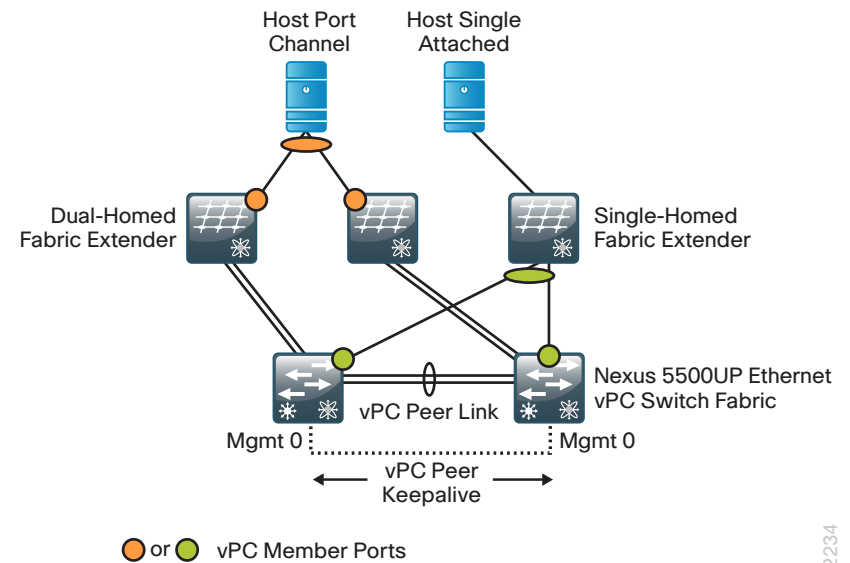 Host Port
Channel
Host Single
Attached
Dual-Homed
Fabric Extender
Single-Homed
Fabric Extender
Nexus 5500UP Ethernet
vPC Switch Fabric
vPC Peer Link
Mgmt 0
Mgmt 0
vPC Peer
Keepalive
or
vPC Member Ports
2234